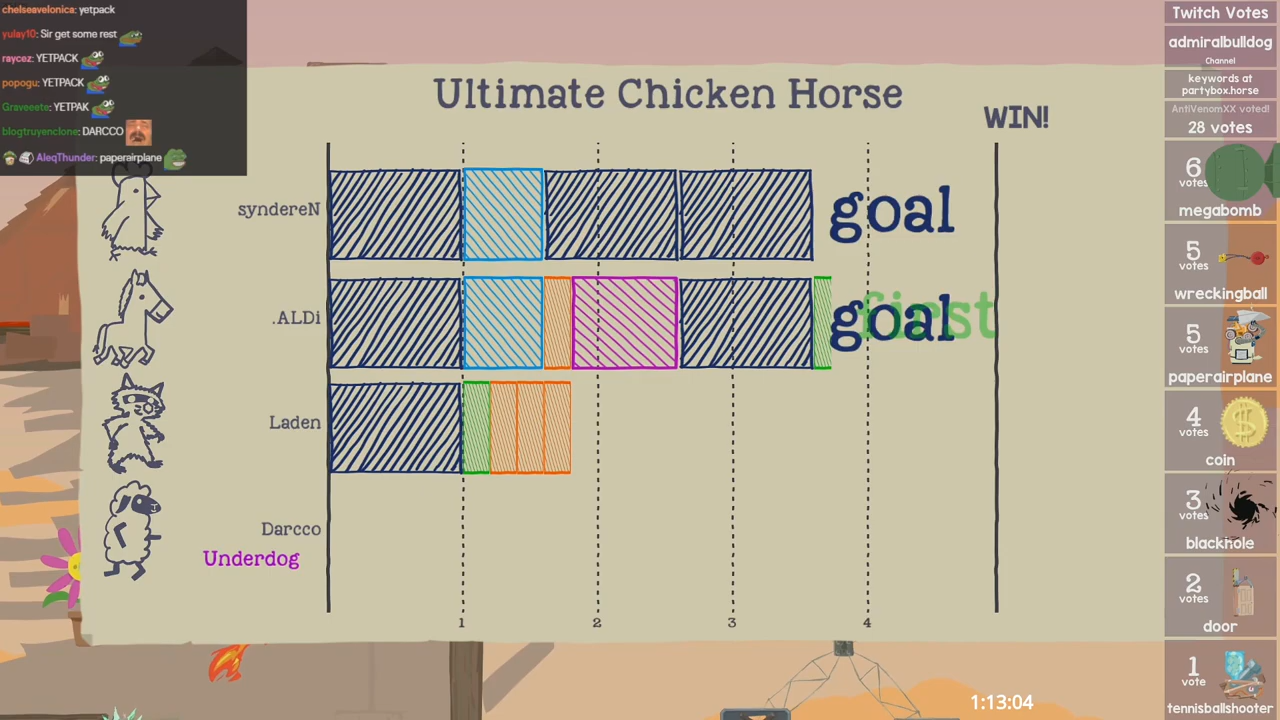 chelseavelonica: yetpack
yulay10: Sir get some rest
raycez: YETPACK
popogu: YETPACK
Graveeete: YETPAK
blogtruyenclone: DARCCO
AleqThunder: paperairplane
Ultimate Chicken Horse
WIN!
syndereN
goal
.ALDi
goal
first
Laden
Darcco
Underdog
1 2 3 4
1:13:04
Twitch Votes
admiralbulldog
Channel
keywords at
partybox.horse
AntiVenomXX voted!
28 votes
6
votes
megabomb
5
votes
wreckingball
5
votes
paperairplane
4
votes
coin
3
votes
blackhole
2
votes
door
1
vote
tennisballshooter